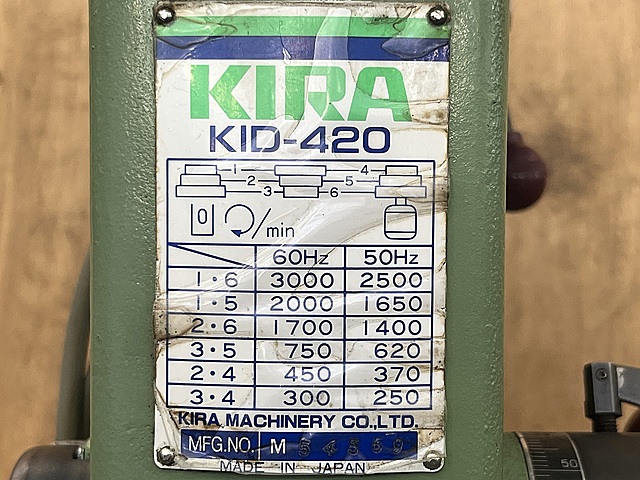 KIRA
KID-420
1 4
2 5
3 6
0 /min
60Hz 50Hz
1・6 3000 2500
1・5 2000 1650
2・6 1700 1400
3・5 750 620
2・4 450 370
3・4 300 250
KIRA MACHINERY CO.,LTD.
MFG.NO. M
MADE IN JAPAN
50